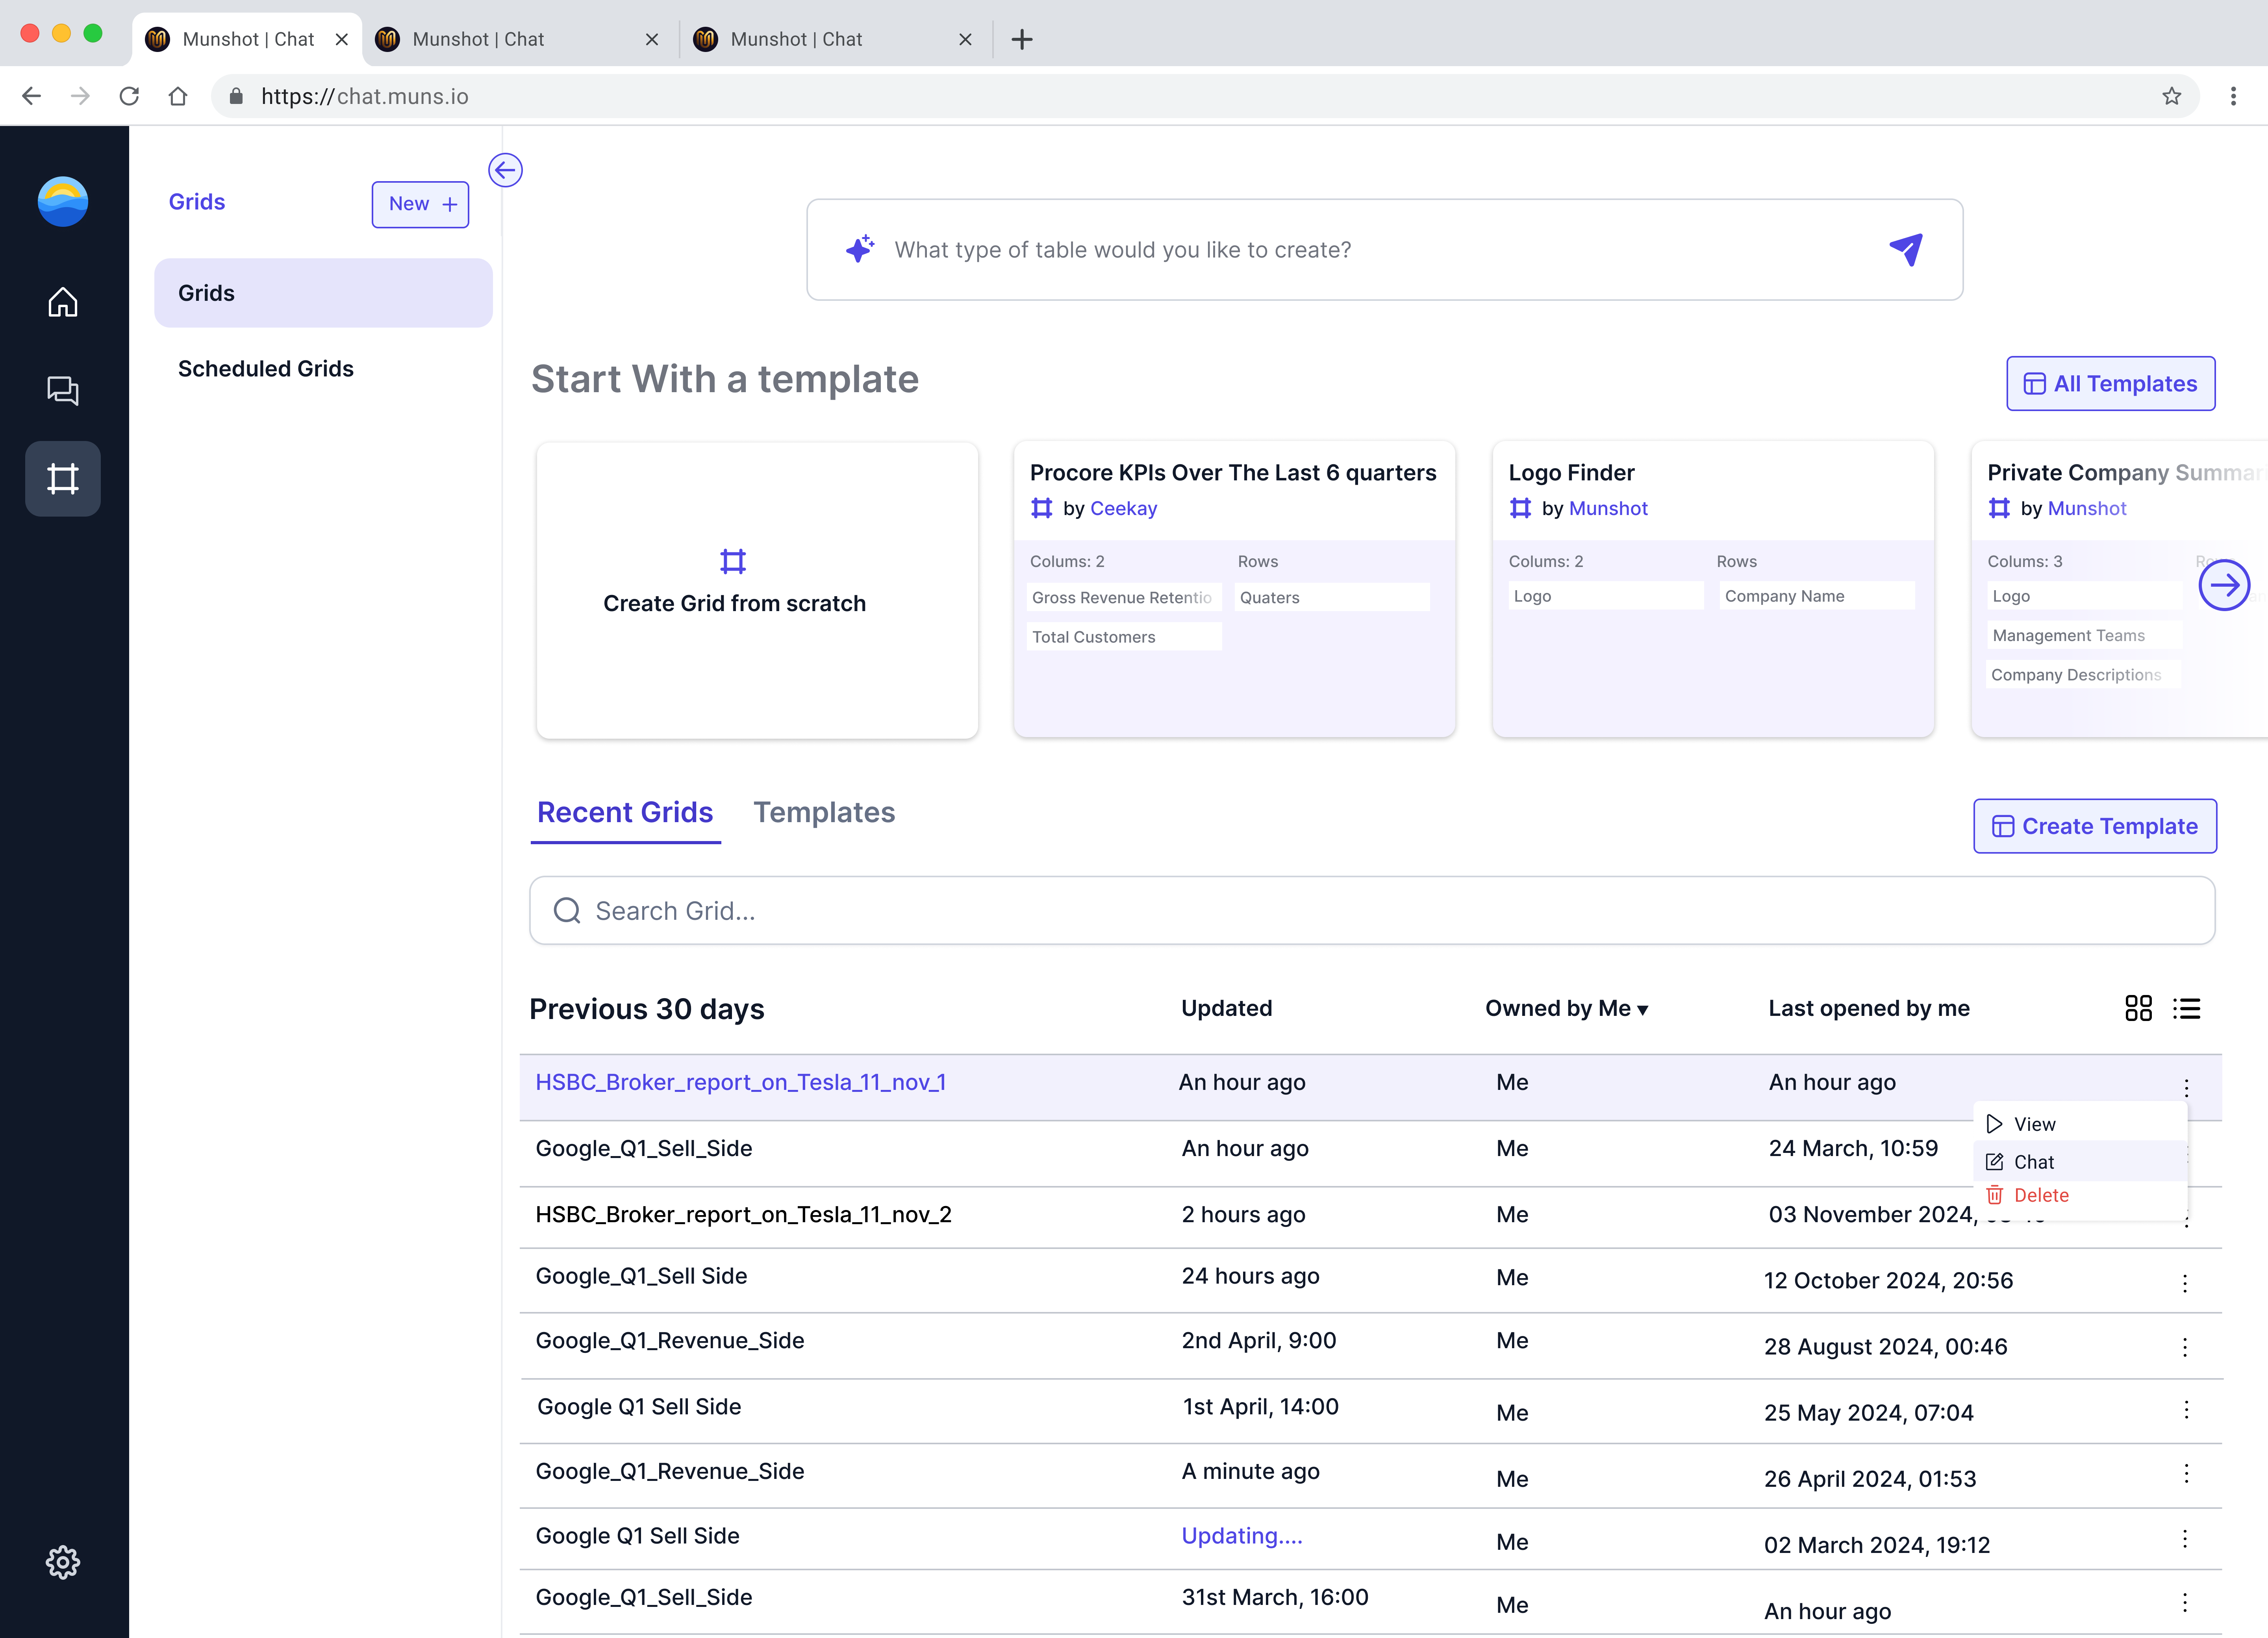 Munshot | Chat
Munshot | Chat
Munshot | Chat
https://chat.muns.io
Grids
New +
Grids
Scheduled Grids
What type of table would you like to create?
Start With a template
All Templates
Create Grid from scratch
Procore KPIs Over The Last 6 quarters
by Ceekay
Colums: 2
Rows
Gross Revenue Retentio
Quaters
Total Customers
Logo Finder
by Munshot
Colums: 2
Rows
Logo
Company Name
Private Company Summar
by Munshot
Colums: 3
Logo
Management Teams
Company Descriptions
Recent Grids
Templates
Create Template
Search Grid...
Previous 30 days
Updated
Owned by Me ▾
Last opened by me
HSBC_Broker_report_on_Tesla_11_nov_1
An hour ago
Me
An hour ago
View
Chat
Delete
Google_Q1_Sell_Side
An hour ago
Me
24 March, 10:59
HSBC_Broker_report_on_Tesla_11_nov_2
2 hours ago
Me
03 November 2024,
Google_Q1_Sell Side
24 hours ago
Me
12 October 2024, 20:56
Google_Q1_Revenue_Side
2nd April, 9:00
Me
28 August 2024, 00:46
Google Q1 Sell Side
1st April, 14:00
Me
25 May 2024, 07:04
Google_Q1_Revenue_Side
A minute ago
Me
26 April 2024, 01:53
Google Q1 Sell Side
Updating....
Me
02 March 2024, 19:12
Google_Q1_Sell_Side
31st March, 16:00
Me
An hour ago